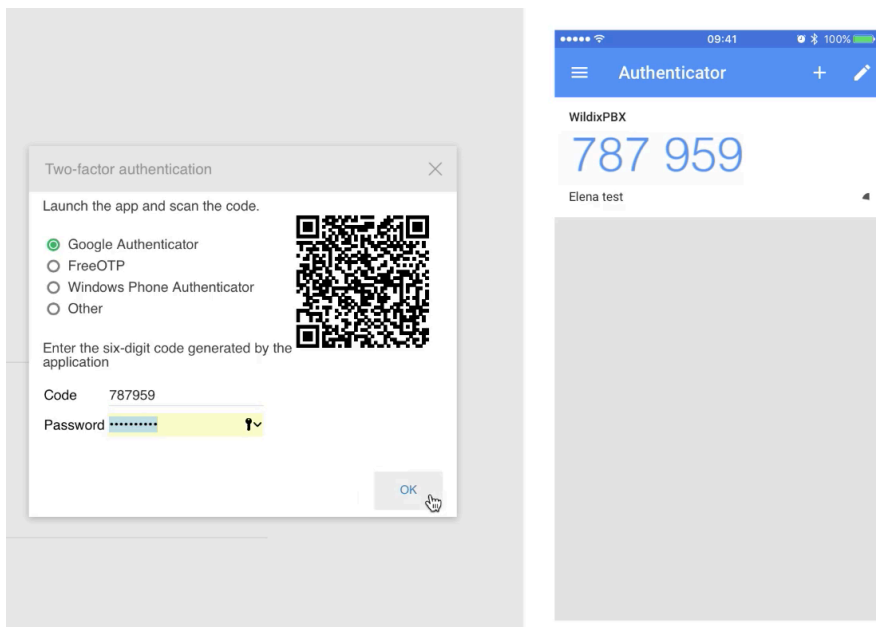 Two-factor authentication
Launch the app and scan the code.
Google Authenticator
FreeOTP
Windows Phone Authenticator
Other
Enter the six-digit code generated by the
application
Code 787959
Password ••••••••••
OK
09:41 100%
Authenticator
WildixPBX
787 959
Elena test